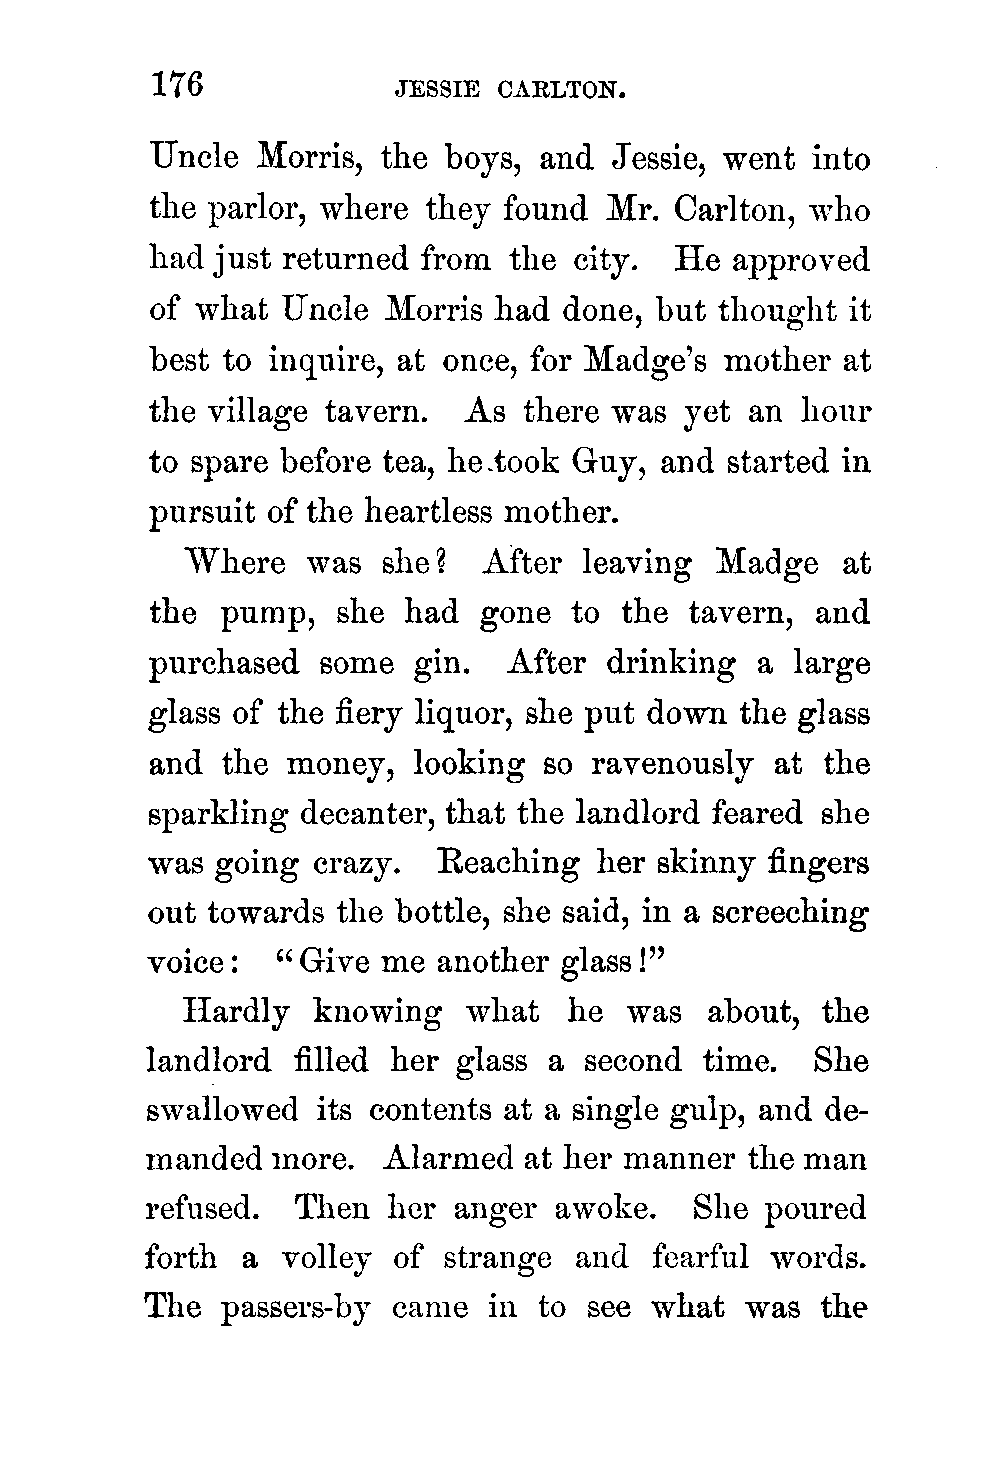 176 JESSIE CARLTON.
Uncle Morris, the boys, and Jessie, went into
the parlor, where they found Mr. Carlton, who
had just returned from the city. He approved
of what Uncle Morris had done, but thought it
best to inquire, at once, for Madge's mother at
the village tavern. As there was yet an hour
to spare before tea, he took Guy, and started in
pursuit of the heartless mother.
Where was she? After leaving Madge at
the pump, she had gone to the tavern, and
purchased some gin. After drinking a large
glass of the fiery liquor, she put down the glass
and the money, looking so ravenously at the
sparkling decanter, that the landlord feared she
was going crazy. Reaching her skinny fingers
out towards the bottle, she said, in a screeching
voice: "Give me another glass!"
Hardly knowing what he was about, the
landlord filled her glass a second time. She
swallowed its contents at a single gulp, and de-
manded more. Alarmed at her manner the man
refused. Then her anger awoke. She poured
forth a volley of strange and fearful words.
The passers-by came in to see what was the